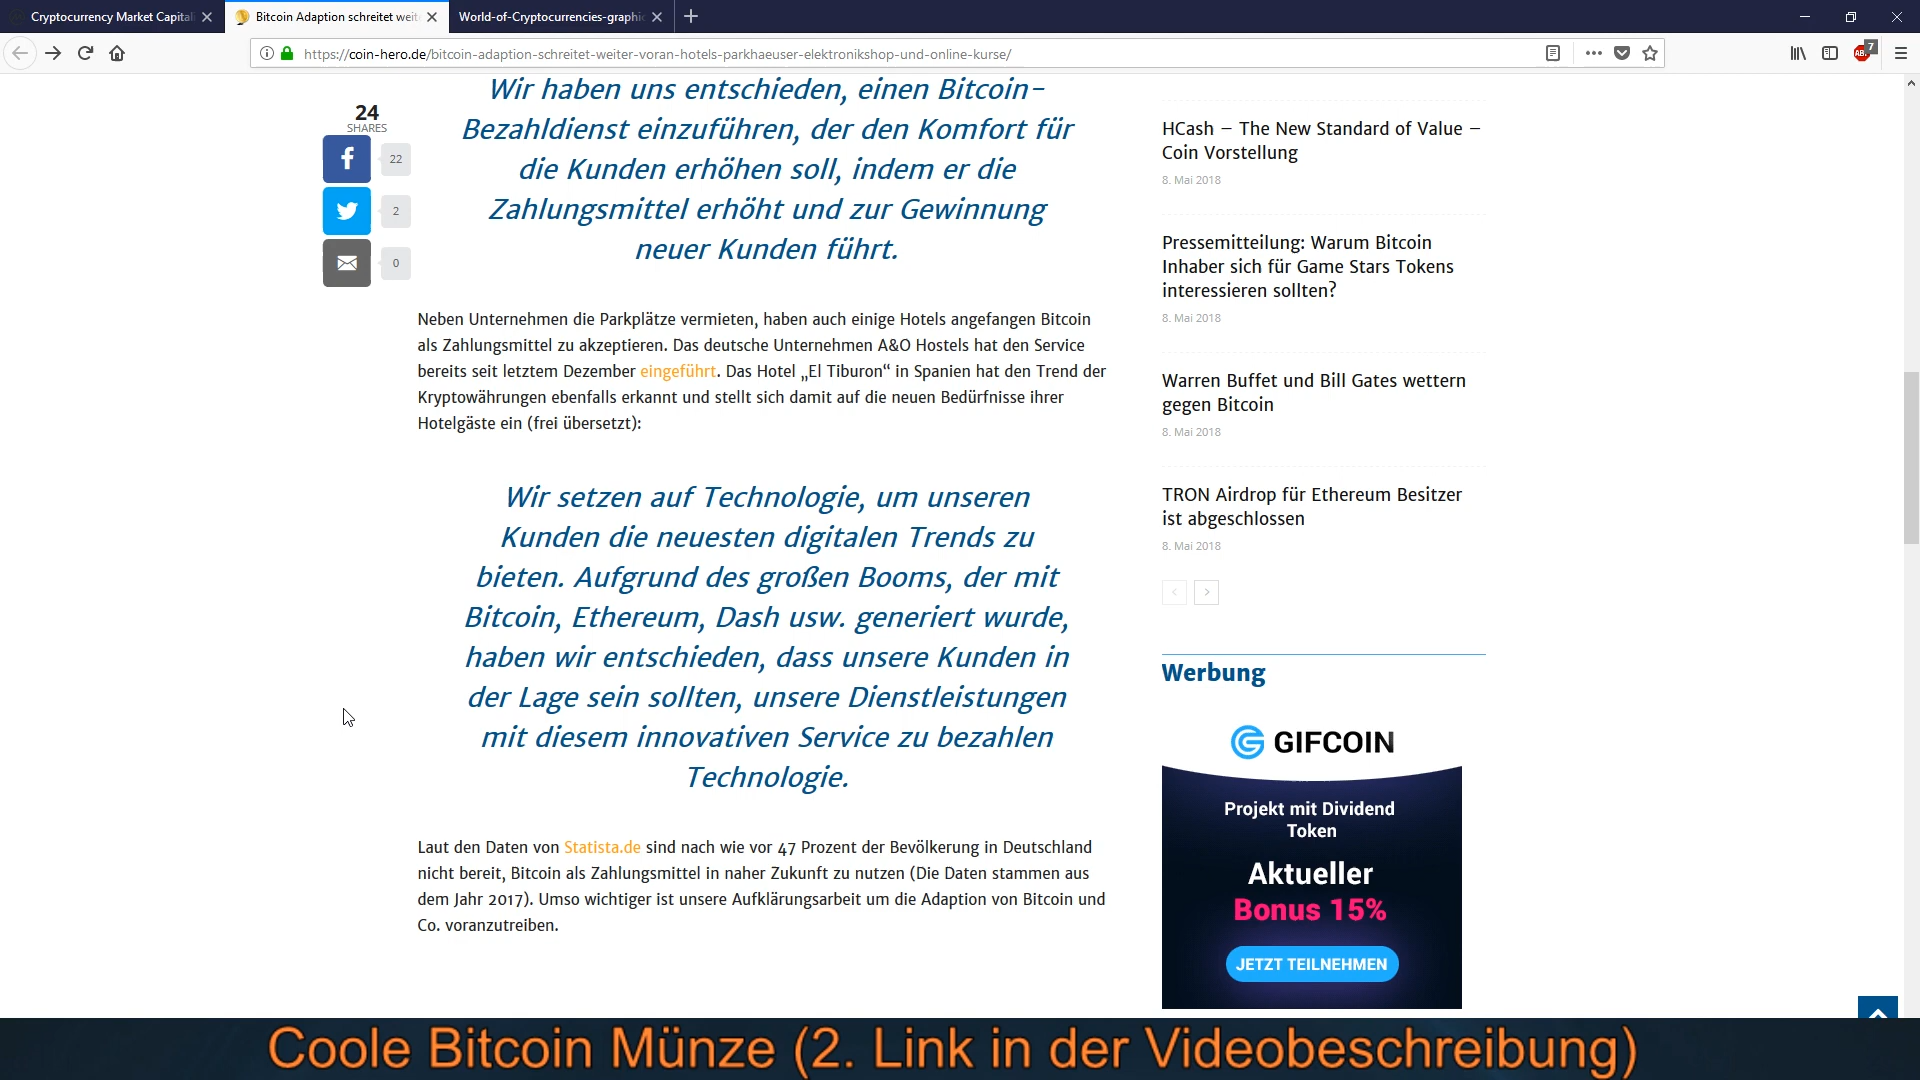 Cryptocurrency Market Capital
Bitcoin Adaption schreitet weit
World-of-Cryptocurrencies-graphi
https://coin-hero.de/bitcoin-adaption-schreitet-weiter-voran-hotels-parkhaeuser-elektronikshop-und-online-kurse/
7
24
SHARES
22
2
0
Wir haben uns entschieden, einen Bitcoin-
Bezahldienst einzuführen, der den Komfort für
die Kunden erhöhen soll, indem er die
Zahlungsmittel erhöht und zur Gewinnung
neuer Kunden führt.
Neben Unternehmen die Parkplätze vermieten, haben auch einige Hotels angefangen Bitcoin
als Zahlungsmittel zu akzeptieren. Das deutsche Unternehmen A&O Hostels hat den Service
bereits seit letztem Dezember eingeführt. Das Hotel „El Tiburon“ in Spanien hat den Trend der
Kryptowährungen ebenfalls erkannt und stellt sich damit auf die neuen Bedürfnisse ihrer
Hotelgäste ein (frei übersetzt):
Wir setzen auf Technologie, um unseren
Kunden die neuesten digitalen Trends zu
bieten. Aufgrund des großen Booms, der mit
Bitcoin, Ethereum, Dash usw. generiert wurde,
haben wir entschieden, dass unsere Kunden in
der Lage sein sollten, unsere Dienstleistungen
mit diesem innovativen Service zu bezahlen
Technologie.
Laut den Daten von Statista.de sind nach wie vor 47 Prozent der Bevölkerung in Deutschland
nicht bereit, Bitcoin als Zahlungsmittel in naher Zukunft zu nutzen (Die Daten stammen aus
dem Jahr 2017). Umso wichtiger ist unsere Aufklärungsarbeit um die Adaption von Bitcoin und
Co. voranzutreiben.
HCash – The New Standard of Value –
Coin Vorstellung
8. Mai 2018
Pressemitteilung: Warum Bitcoin
Inhaber sich für Game Stars Tokens
interessieren sollten?
8. Mai 2018
Warren Buffet und Bill Gates wettern
gegen Bitcoin
8. Mai 2018
TRON Airdrop für Ethereum Besitzer
ist abgeschlossen
8. Mai 2018
Werbung
GIFCOIN
Projekt mit Dividend
Token
Aktueller
Bonus 15%
JETZT TEILNEHMEN
Coole Bitcoin Münze (2. Link in der Videobeschreibung)